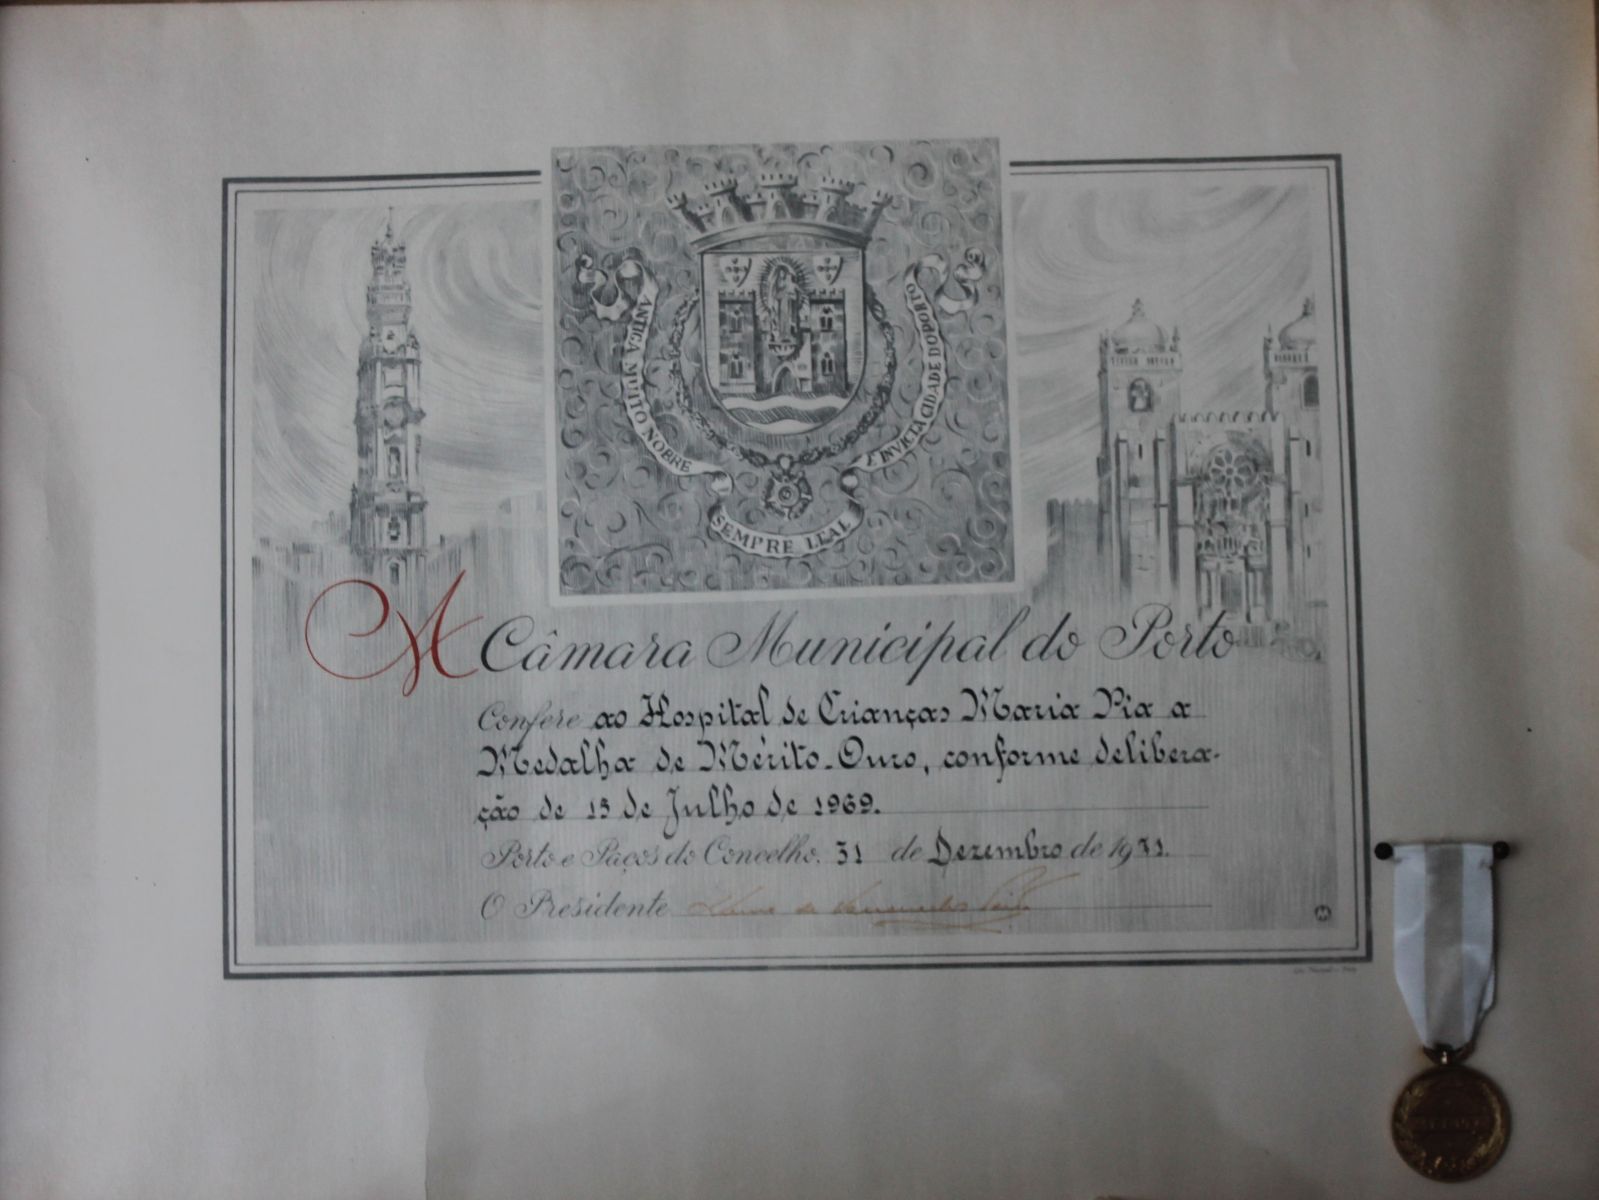 ANTIGA MUITO NOBRE
SEMPRE LEAL
E INVICTA CIDADE DO PORTO
A Câmara Municipal do Porto
Confere ao Hospital de Crianças Maria Pia a
Medalha de Mérito-Ouro, conforme delibera-
ção de 15 de Julho de 1969.
Porto e Paços do Concelho, 31 de Dezembro de 1971.
O Presidente
M